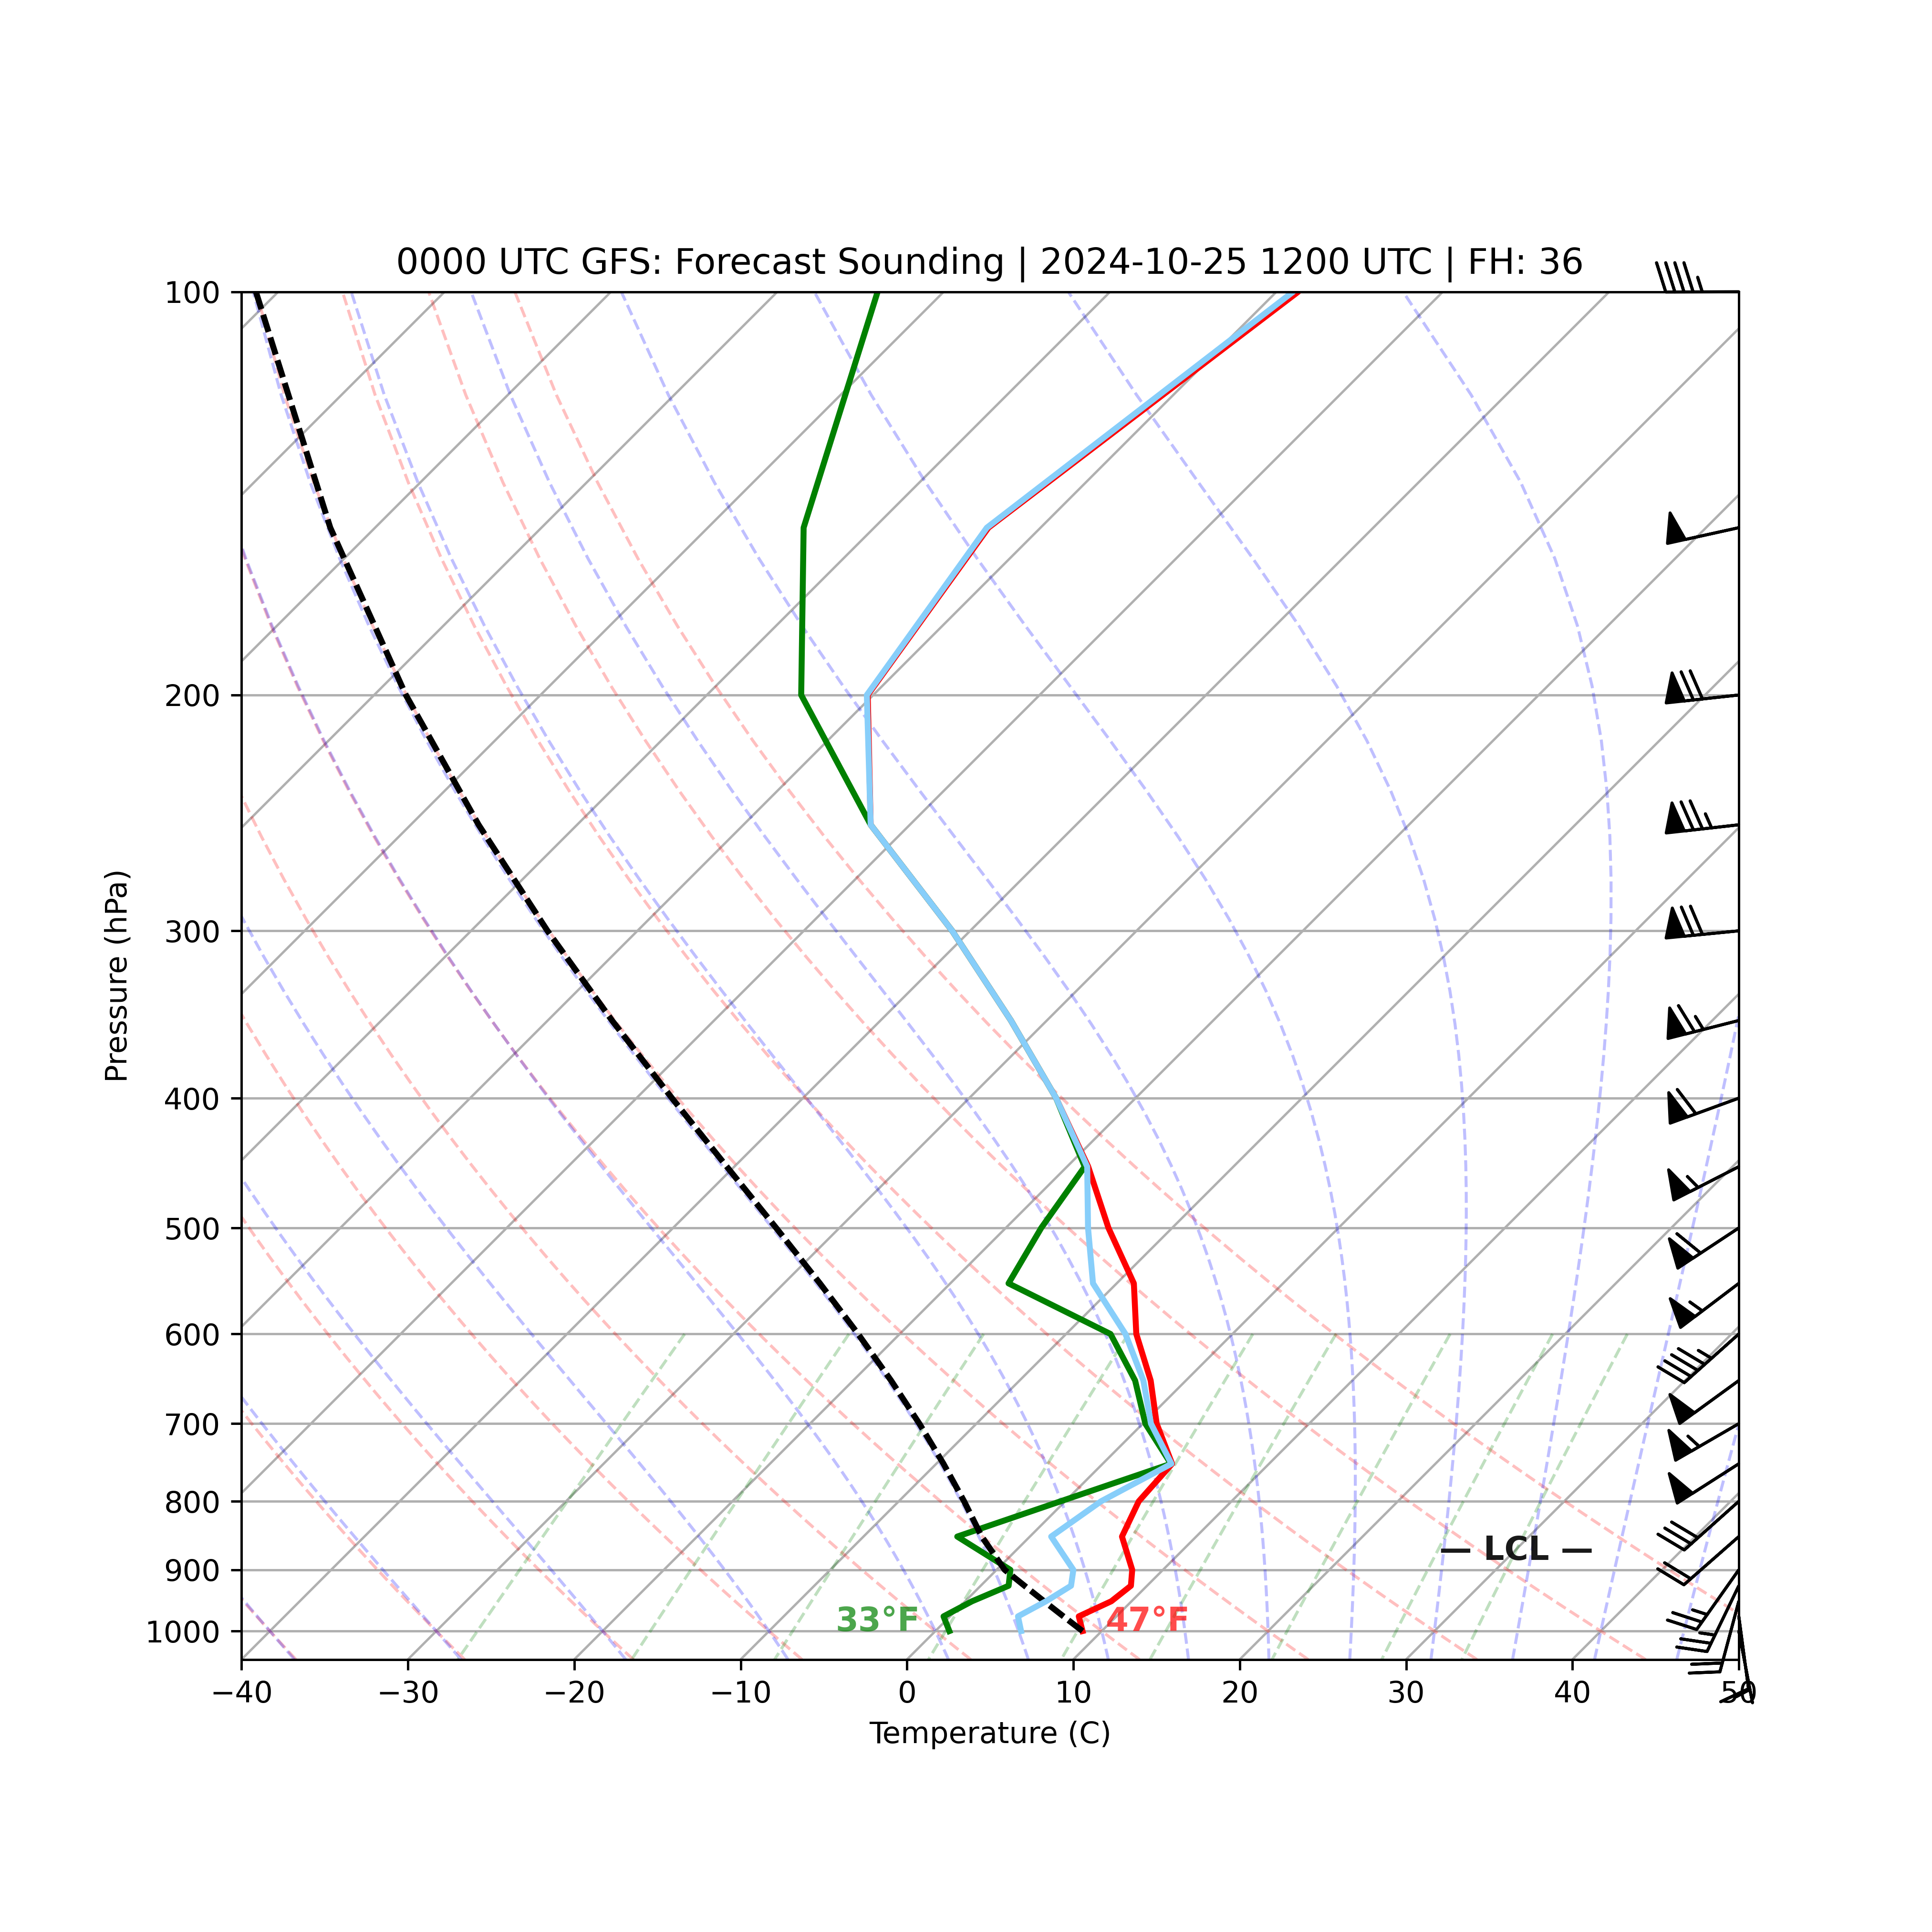 0000 UTC GFS: Forecast Sounding | 2024-10-25 1200 UTC | FH: 36
100
200
300
400
500
600
700
800
900
1000
Pressure (hPa)
— LCL —
33°F
47°F
−40 −30 −20 −10 0 10 20 30 40 50
Temperature (C)